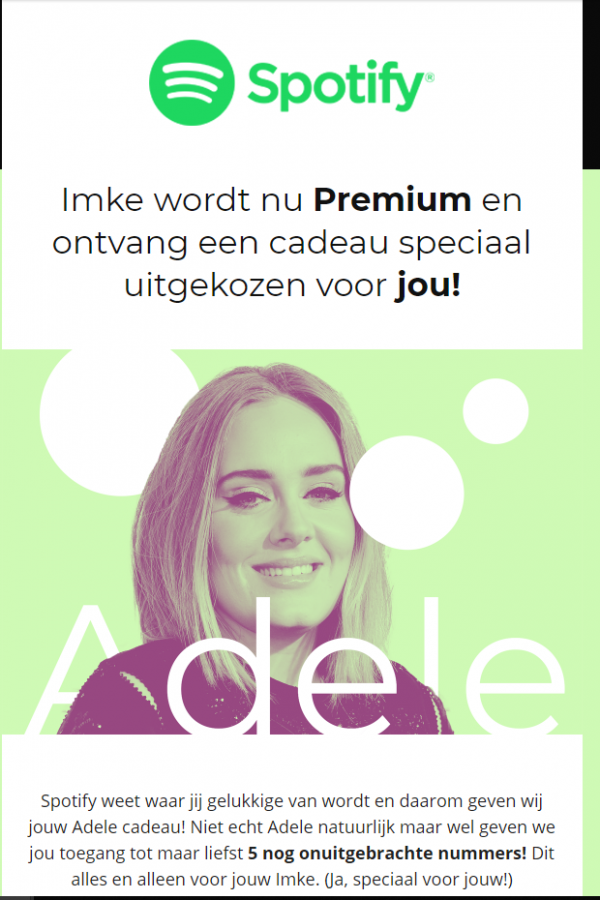 Spotify®
Imke wordt nu Premium en
ontvang een cadeau speciaal
uitgekozen voor jou!
Adele
Spotify weet waar jij gelukkige van wordt en daarom geven wij
jouw Adele cadeau! Niet echt Adele natuurlijk maar wel geven we
jou toegang tot maar liefst 5 nog onuitgebrachte nummers! Dit
alles en alleen voor jouw Imke. (Ja, speciaal voor jouw!)